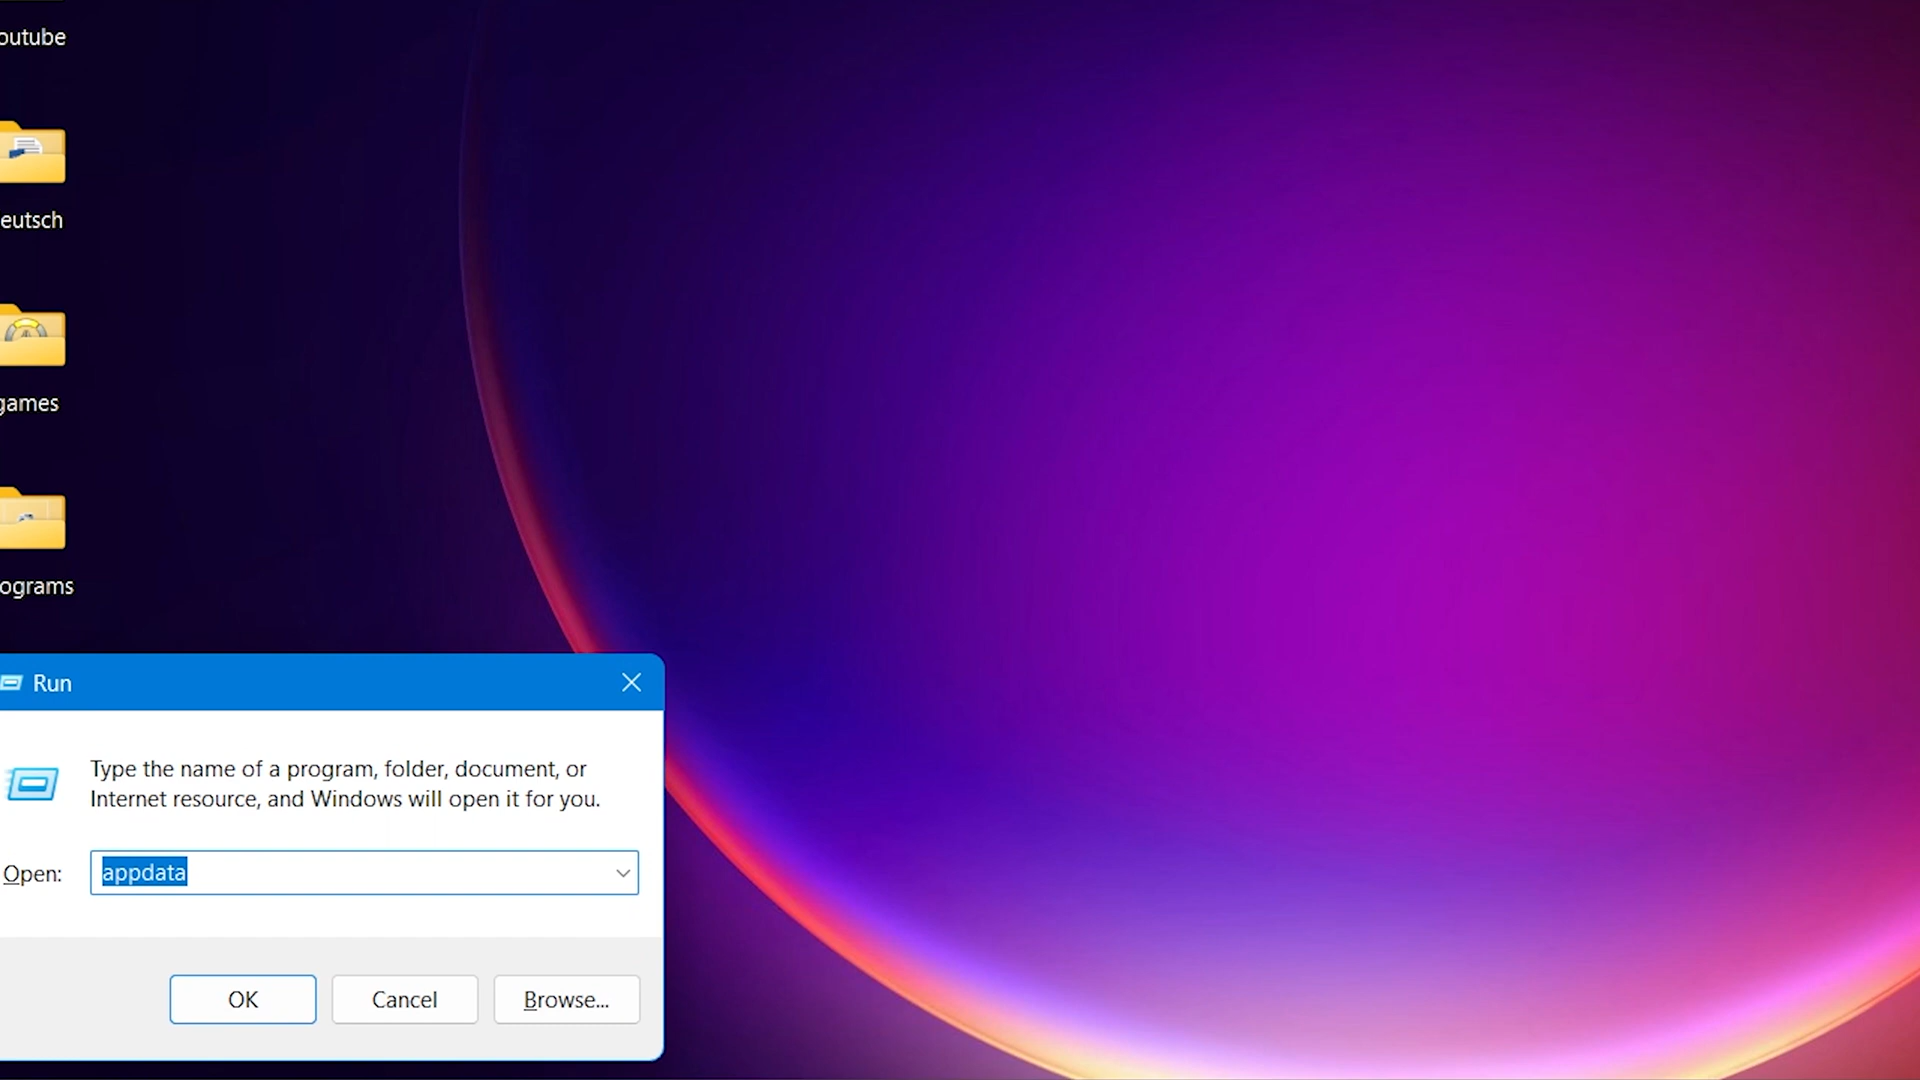 outube
eutsch
games
ograms
Run
Type the name of a program, folder, document, or
Internet resource, and Windows will open it for you.
Open:
appdata
OK
Cancel
Browse...